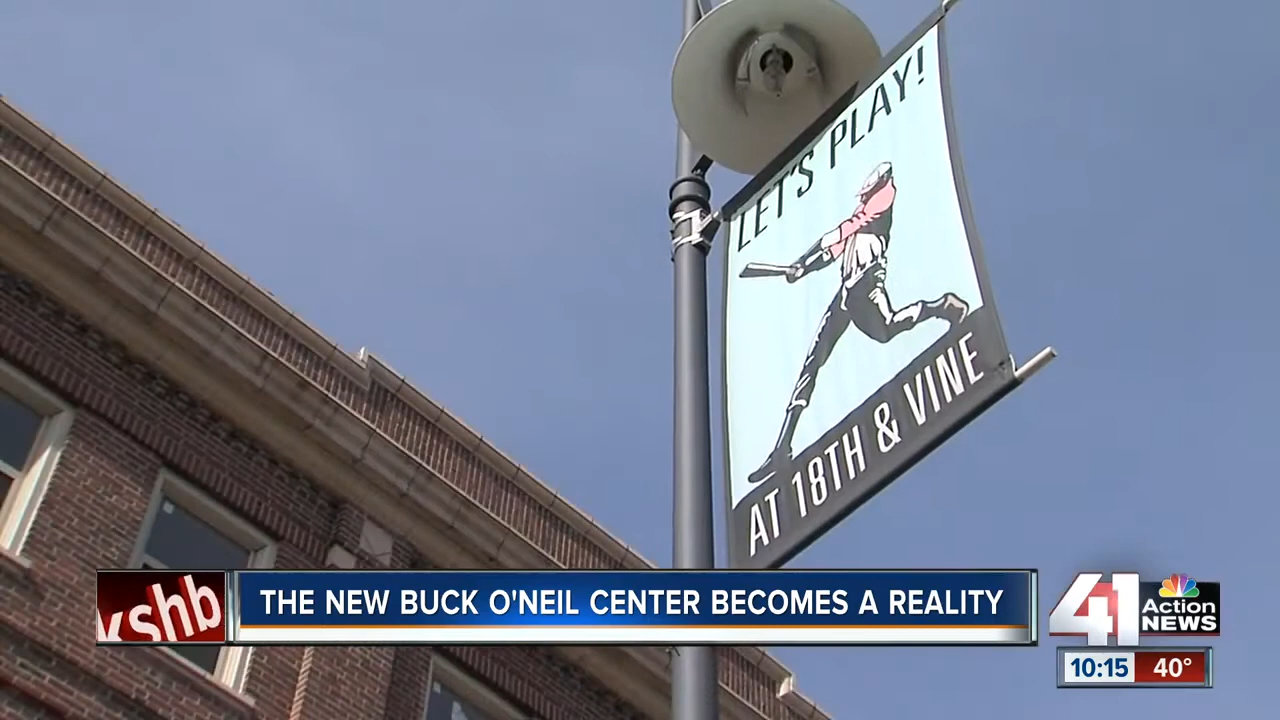 LET'S PLAY!
AT 18TH & VINE
kshb
THE NEW BUCK O'NEIL CENTER BECOMES A REALITY
41
Action
NEWS
10:15 40°